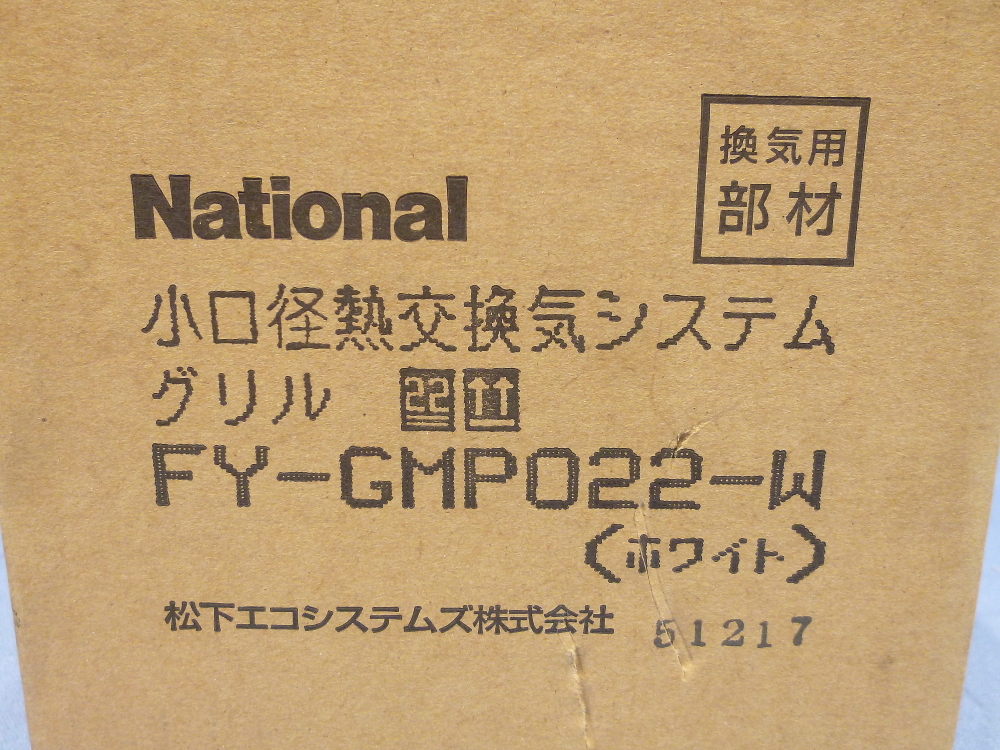 換気用
部材
National
小口径熱交換気システム
グリル 22 ⇈
FY-GMP022-W
(ホワイト)
松下エコシステムズ株式会社 51217